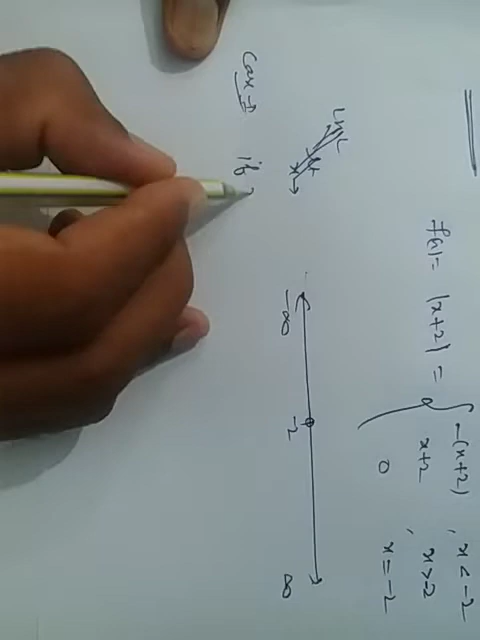 f(x) = |x+2| = { -(x+2) , x < -2
x+2 , x > -2
0 x = -2
-∞ -2 ∞
Case-I if